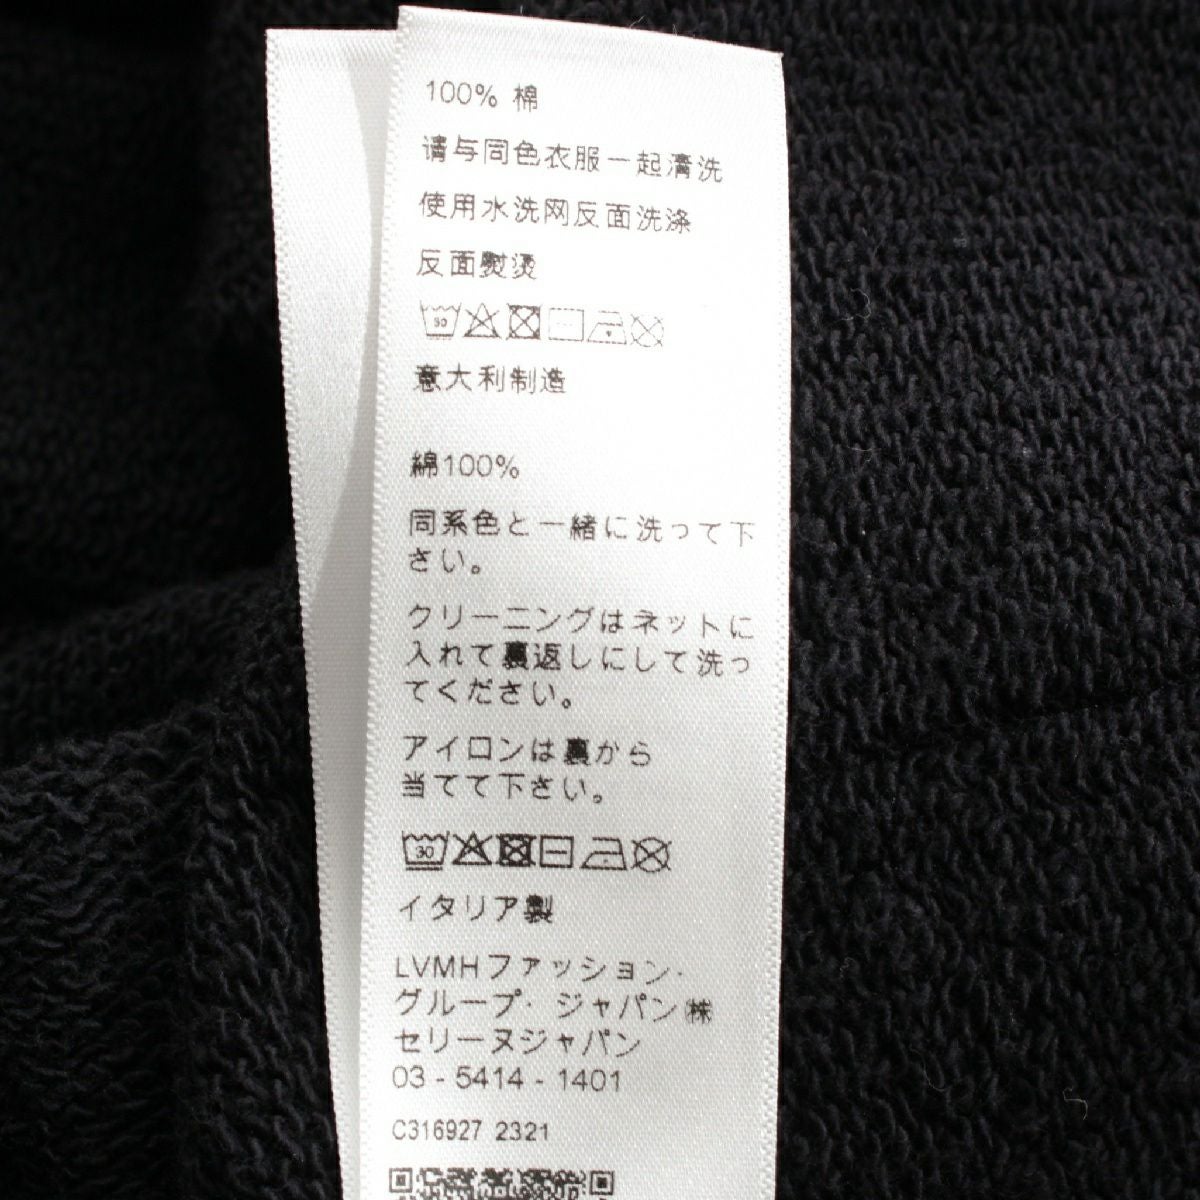 100% 棉
请与同色衣服一起清洗
使用水洗网反面洗涤
反面熨烫
30
意大利制造
綿100%
同系色と一緒に洗って下
さい。
クリーニングはネットに
入れて裏返しにして洗っ
てください。
アイロンは裏から
当てて下さい。
30
イタリア製
LVMHファッション·
グループ· ジャパン㈱
セリーヌジャパン
03 - 5414 - 1401
C316927 2321